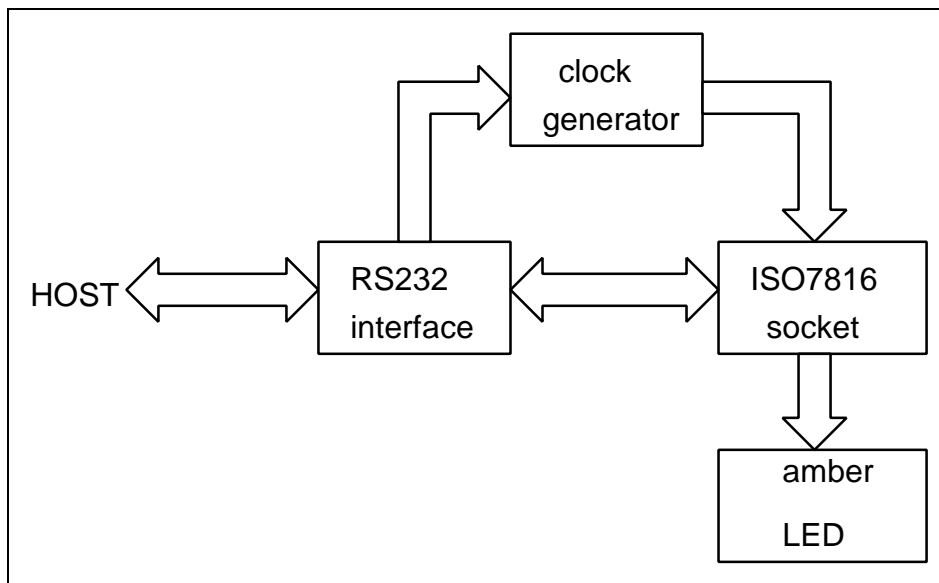 clock
generator
HOST
RS232
interface
ISO7816
socket
amber
LED